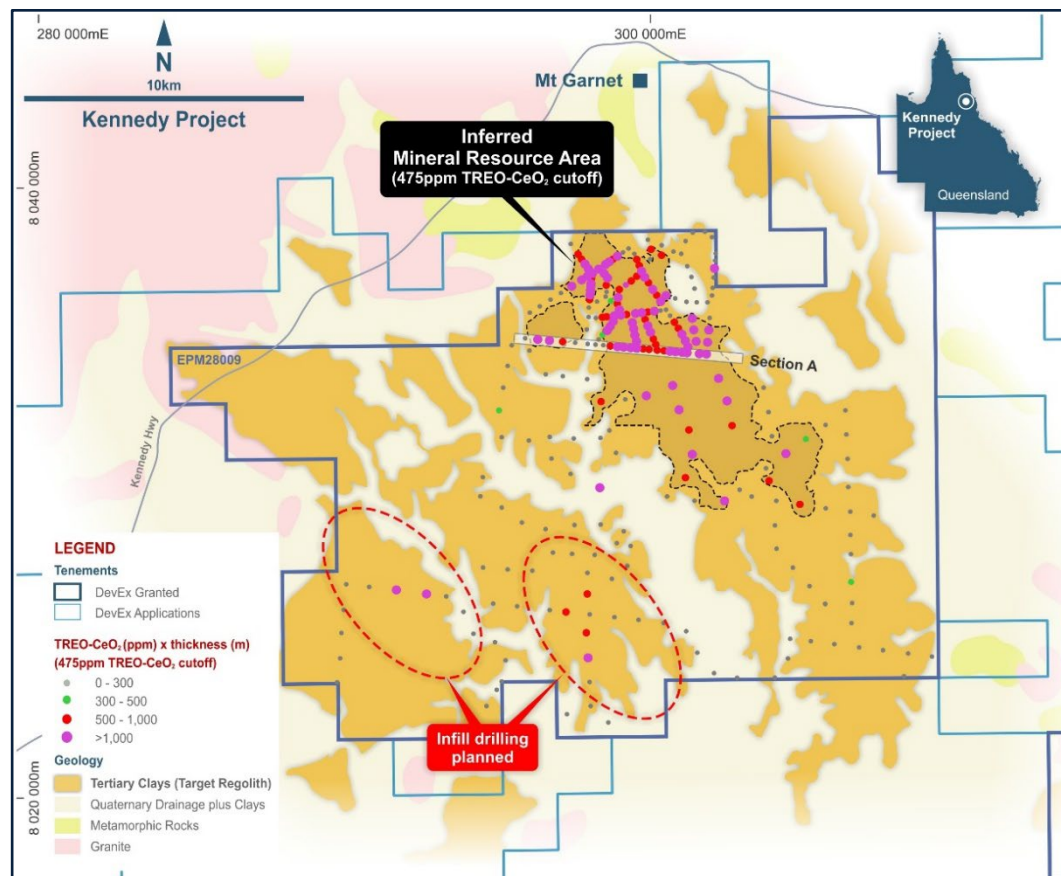 280 000mE
300 000mE
N
10km
Kennedy Project
Mt Garnet
Kennedy
Project
Queensland
Inferred
Mineral Resource Area
(475ppm TREO-CeO₂ cutoff)
8 040 000m
EPM28009
Section A
Kennedy Hwy
LEGEND
Tenements
DevEx Granted
DevEx Applications
TREO-CeO₂ (ppm) x thickness (m)
(475ppm TREO-CeO₂ cutoff)
0 - 300
300 - 500
500 - 1,000
>1,000
Geology
Tertiary Clays (Target Regolith)
Quaternary Drainage plus Clays
Metamorphic Rocks
Granite
Infill drilling
planned
8 020 000m